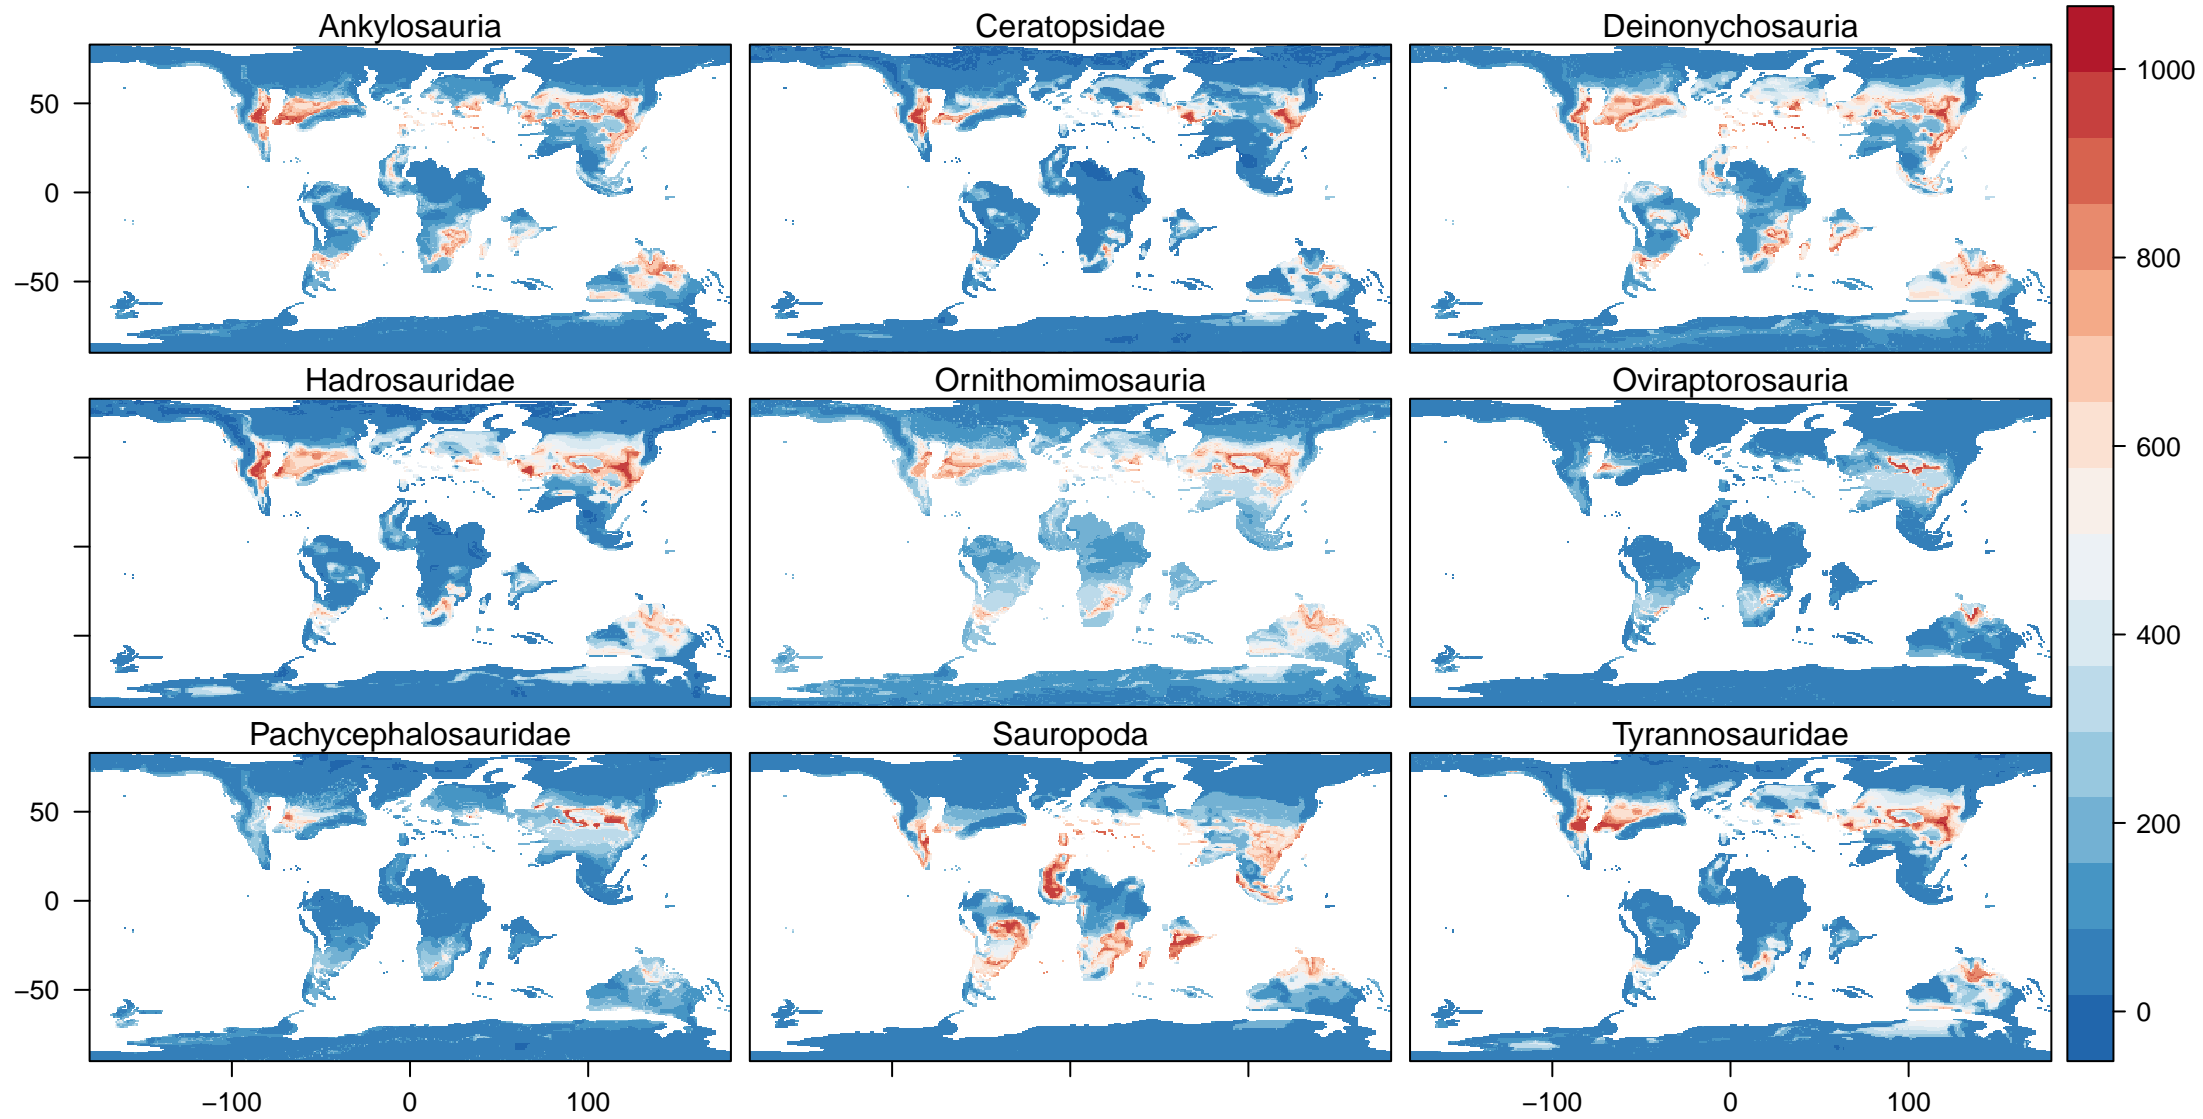 Ankylosauria
Ceratopsidae
Deinonychosauria
1000
50
0
−50
800
Hadrosauridae
Ornithomimosauria
Oviraptorosauria
600
400
Pachycephalosauridae
Sauropoda
Tyrannosauridae
50
0
−50
200
0
−100
0
100
−100
0
100